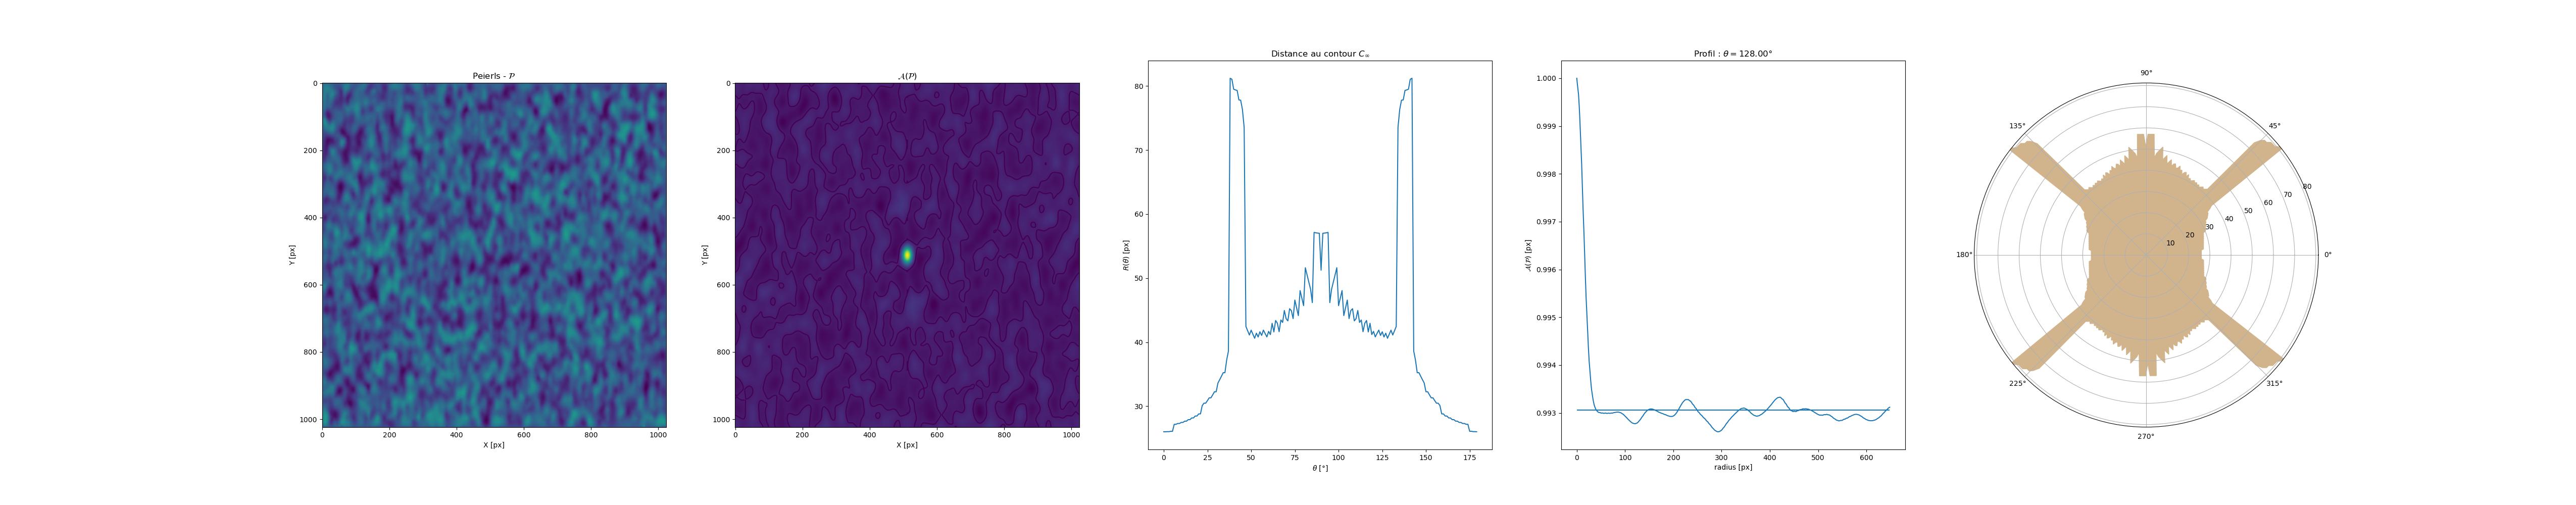 Peierls - 𝒫
0
200
400
600
800
1000
Y [px]
0 200 400 600 800 1000
X [px]
𝒜(𝒫)
0
200
400
600
800
1000
Y [px]
0 200 400 600 800 1000
X [px]
Distance au contour C∞
80
70
60
50
40
30
R(θ) [px]
0 25 50 75 100 125 150 175
θ [°]
Profil : θ = 128.00°
1.000
0.999
0.998
0.997
0.996
0.995
0.994
0.993
𝒜(𝒫) [px]
0 100 200 300 400 500 600
radius [px]
90°
135° 45°
180° 0°
225° 315°
270°
10 20 30 40 50 60 70 80